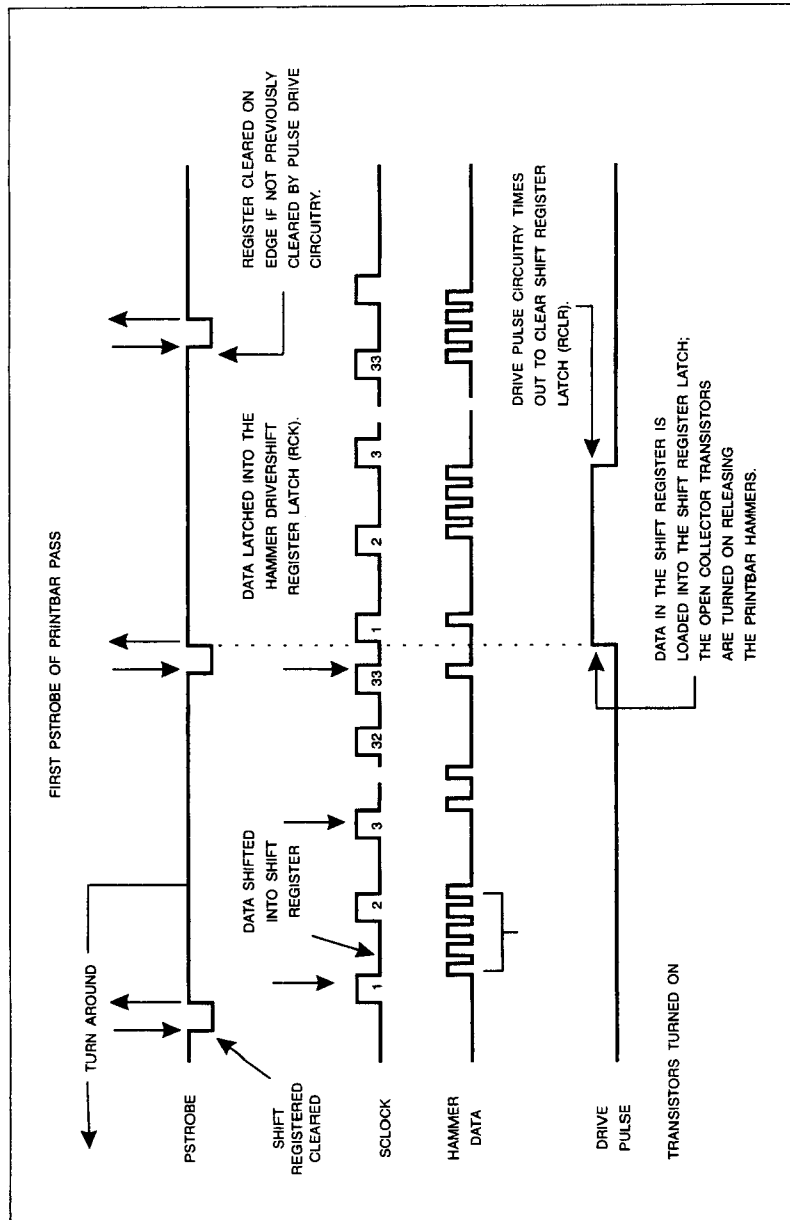 FIRST PSTROBE OF PRINTBAR PASS
TURN AROUND
PSTROBE
SHIFT
REGISTERED
CLEARED
REGISTER CLEARED ON
EDGE IF NOT PREVIOUSLY
CLEARED BY PULSE DRIVE
CIRCUITRY.
DATA SHIFTED
INTO SHIFT
REGISTER
DATA LATCHED INTO THE
HAMMER DRIVERSHIFT
REGISTER LATCH (RCK).
SCLOCK
1 2 3 32 33 1 2 3 33
HAMMER
DATA
DRIVE PULSE CIRCUITRY TIMES
OUT TO CLEAR SHIFT REGISTER
LATCH (RCLR).
DRIVE
PULSE
TRANSISTORS TURNED ON
DATA IN THE SHIFT REGISTER IS
LOADED INTO THE SHIFT REGISTER LATCH;
THE OPEN COLLECTOR TRANSISTORS
ARE TURNED ON RELEASING
THE PRINTBAR HAMMERS.